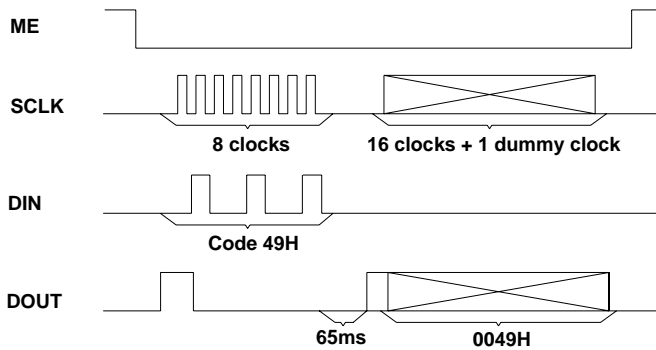 ME
SCLK
8 clocks
16 clocks + 1 dummy clock
DIN
Code 49H
DOUT
65ms
0049H